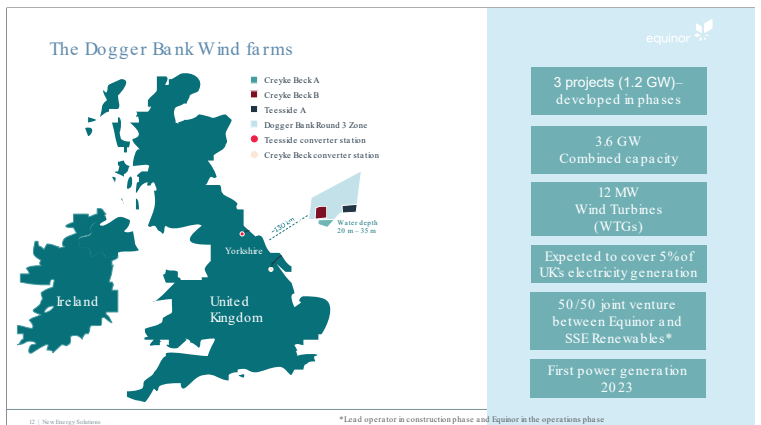 The Dogger Bank Wind farms
equinor
Creyke Beck A
Creyke Beck B
Teesside A
Dogger Bank Round 3 Zone
Teesside converter station
Creyke Beck converter station
~130 km
Water depth
20 m – 35 m
Yorkshire
Ireland
United
Kingdom
3 projects (1.2 GW)–
developed in phases
3.6 GW
Combined capacity
12 MW
Wind Turbines
(WTGs)
Expected to cover 5% of
UK's electricity generation
50/50 joint venture
between Equinor and
SSE Renewables*
First power generation
2023
12 | New Energy Solutions
*Lead operator in construction phase and Equinor in the operations phase